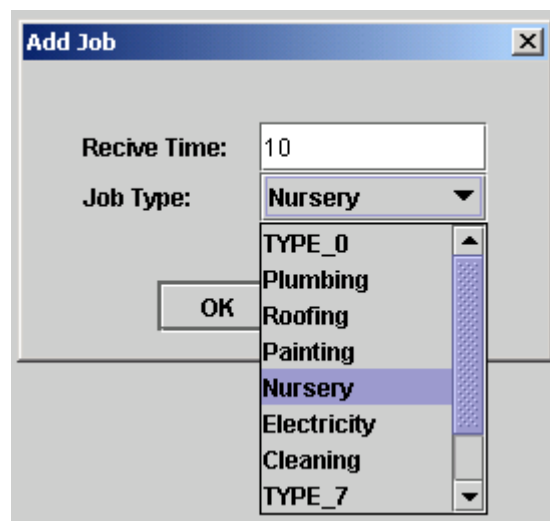 Add Job
Recive Time: 10
Job Type: Nursery
TYPE_0
Plumbing
OK
Roofing
Painting
Nursery
Electricity
Cleaning
TYPE_7